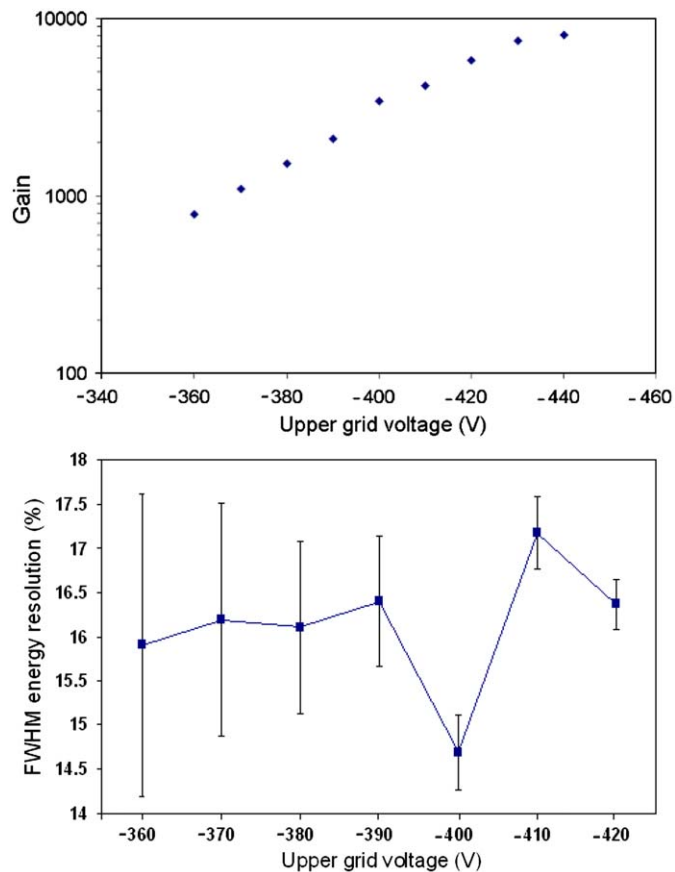 10000
1000
100
Gain
-340 -360 -380 -400 -420 -440 -460
Upper grid voltage (V)
18
17.5
17
16.5
16
15.5
15
14.5
14
FWHM energy resolution (%)
-360 -370 -380 -390 -400 -410 -420
Upper grid voltage (V)